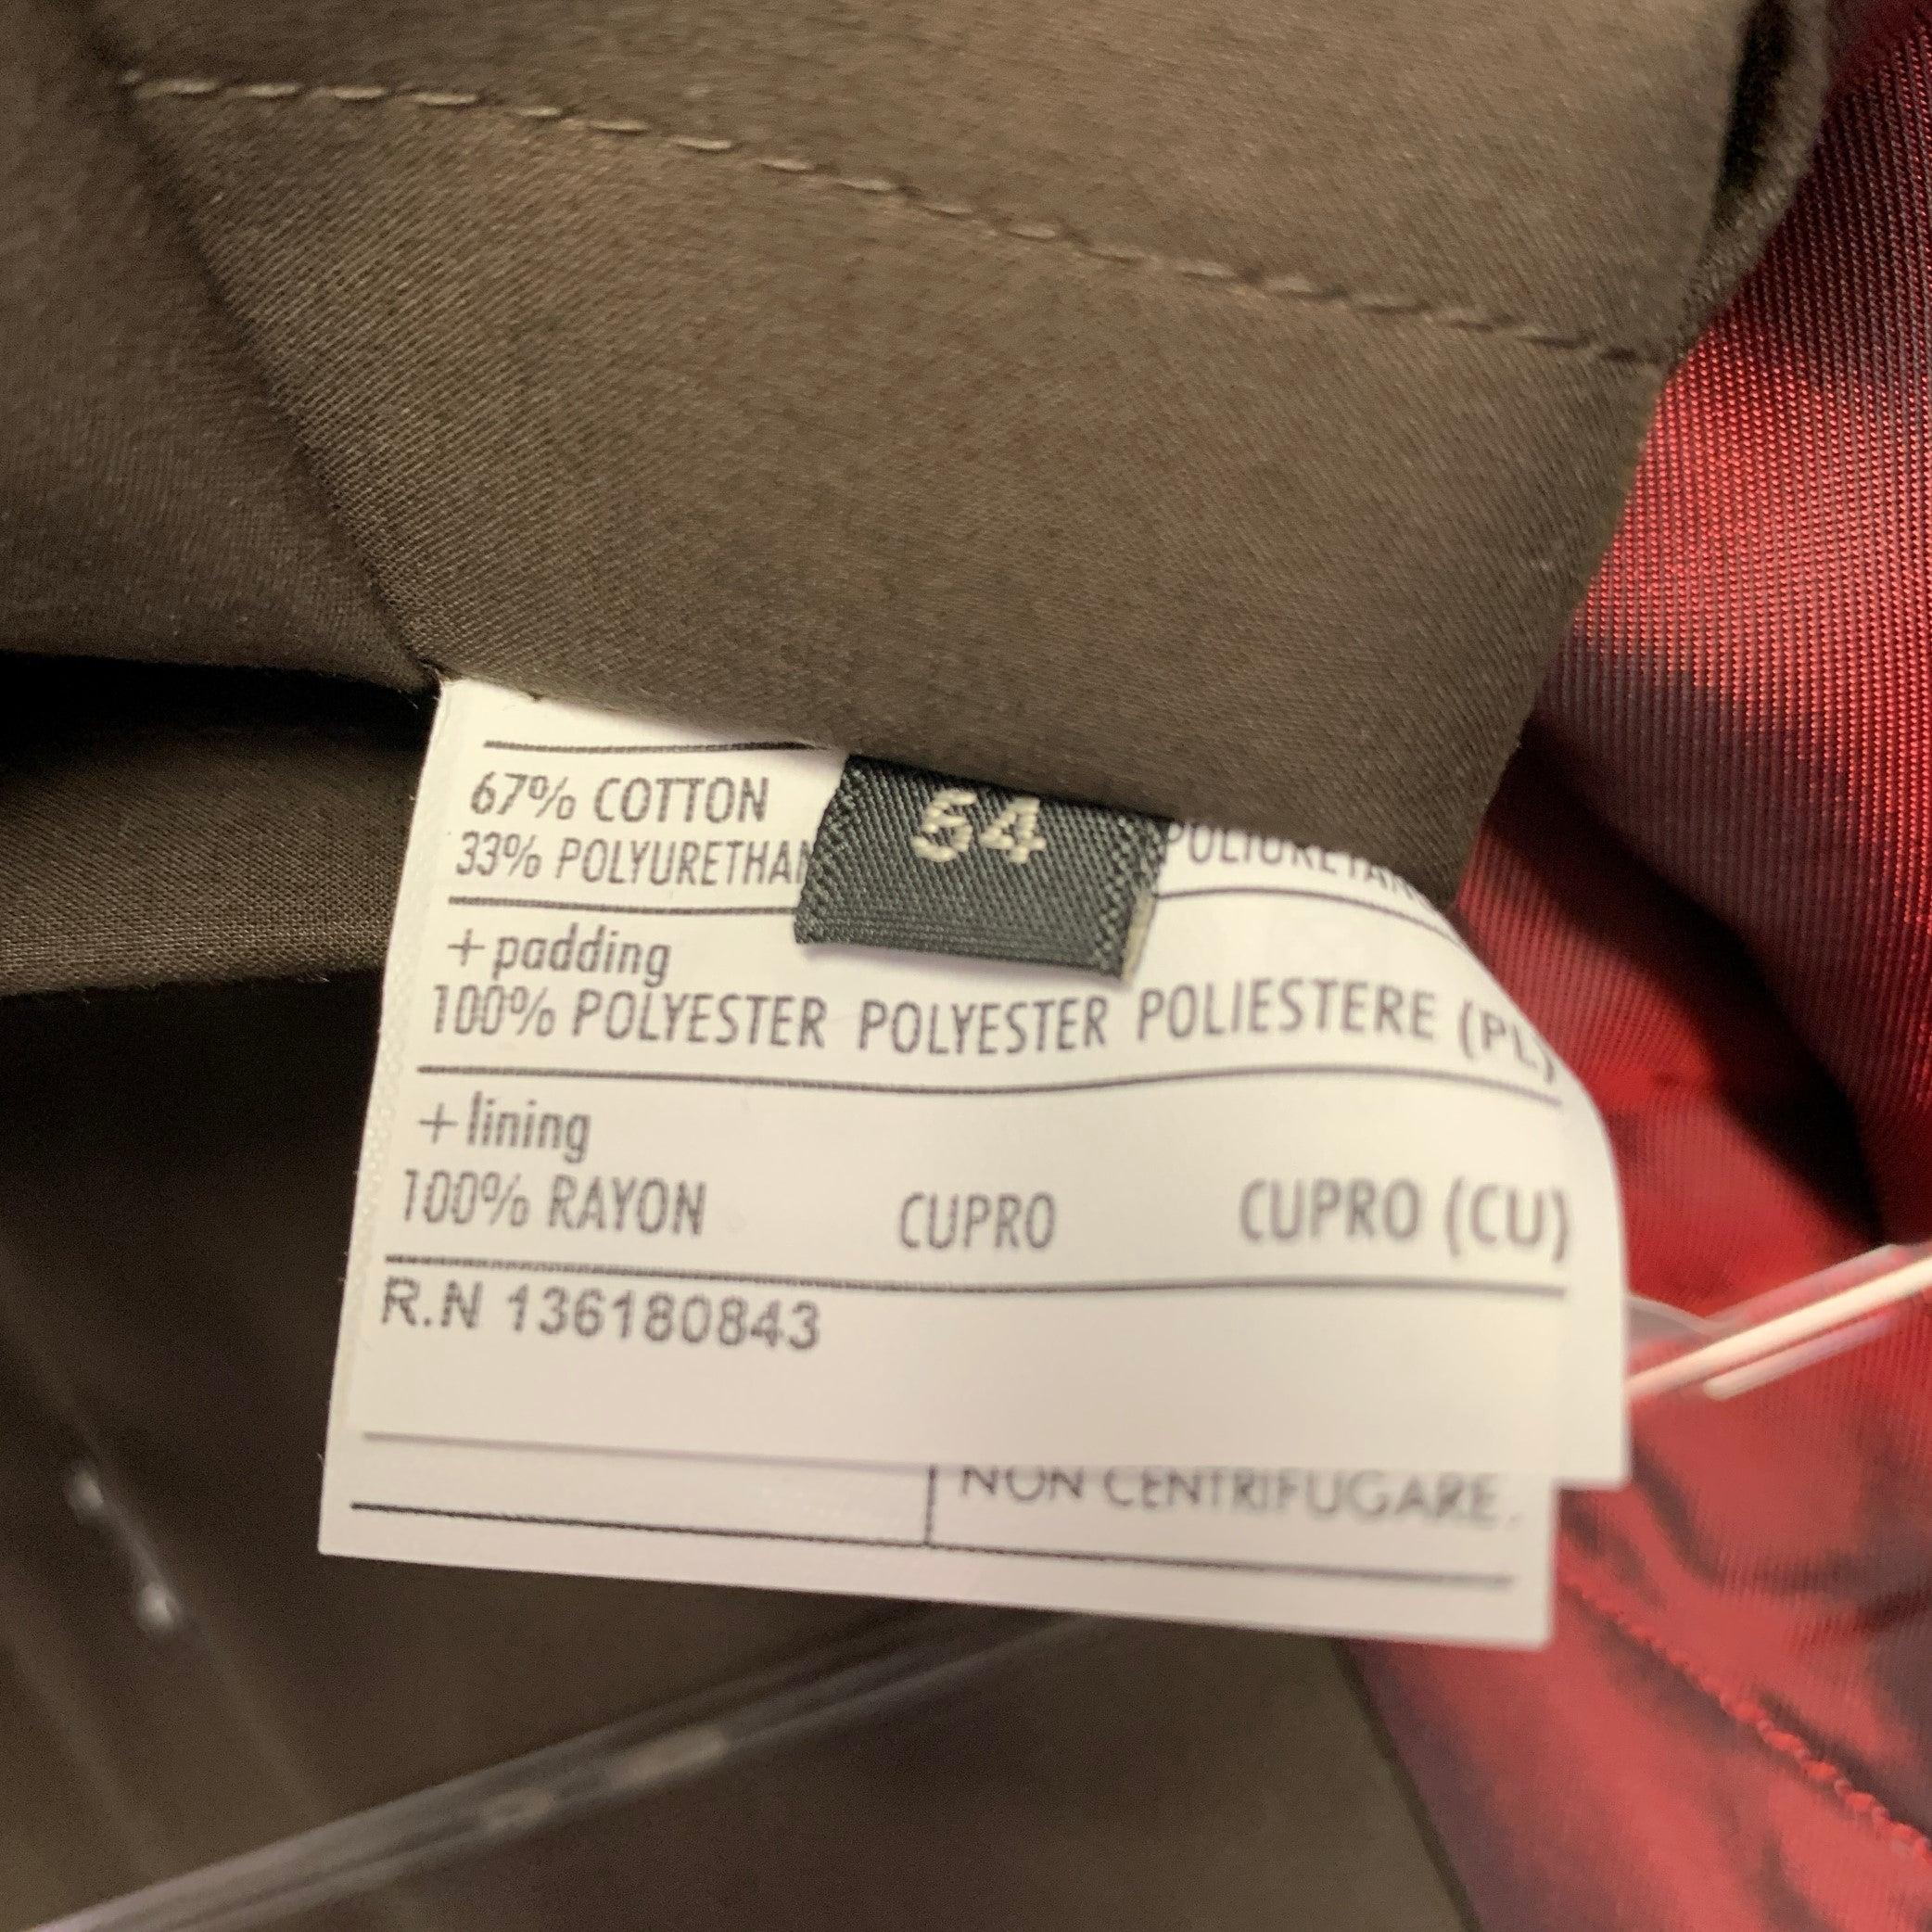 67% COTTON
54
33% POLYURETHAN
+ padding
100% POLYESTER POLYESTER POLIESTERE (PL)
+ lining
100% RAYON CUPRO CUPRO (CU)
R.N 136180843
NON CENTRIFUGARE.